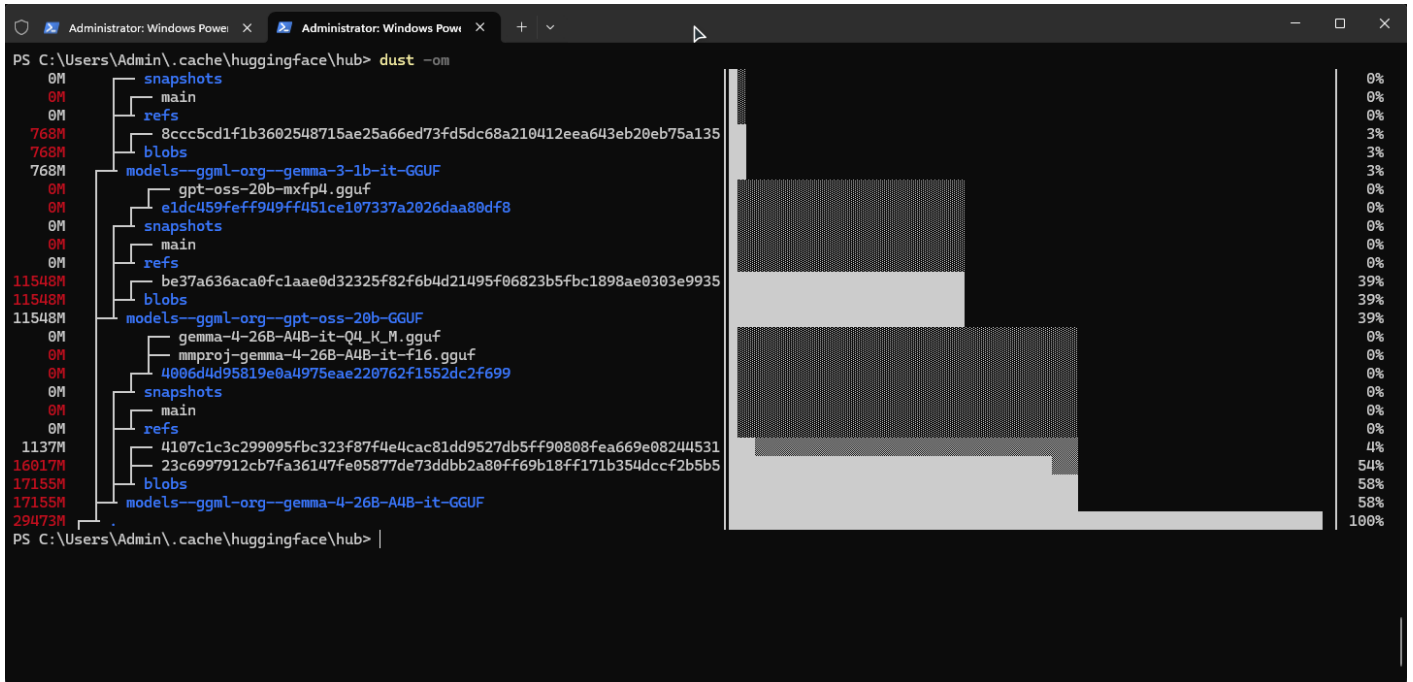 Administrator: Windows Power
Administrator: Windows Powe
PS C:\Users\Admin\.cache\huggingface\hub> dust -om
0M ┌── snapshots 0%
0M ┌── main 0%
0M ├── refs 0%
768M ┌── 8ccc5cd1f1b3602548715ae25a66ed73fd5dc68a210412eea643eb20eb75a135 3%
768M ├── blobs 3%
768M ┌── models--ggml-org--gemma-3-1b-it-GGUF 3%
0M ┌── gpt-oss-20b-mxfp4.gguf 0%
0M ┌── e1dc459feff949ff451ce107337a2026daa80df8 0%
0M ├── snapshots 0%
0M ┌── main 0%
0M ├── refs 0%
11548M ┌── be37a636aca0fc1aae0d32325f82f6b4d21495f06823b5fbc1898ae0303e9935 39%
11548M ├── blobs 39%
11548M ├── models--ggml-org--gpt-oss-20b-GGUF 39%
0M ┌── gemma-4-26B-A4B-it-Q4_K_M.gguf 0%
0M ├── mmproj-gemma-4-26B-A4B-it-f16.gguf 0%
0M ┌── 4006d4d95819e0a4975eae220762f1552dc2f699 0%
0M ├── snapshots 0%
0M ┌── main 0%
0M ├── refs 0%
1137M ┌── 4107c1c3c299095fbc323f87f4e4cac81dd9527db5ff90808fea669e08244531 4%
16017M ├── 23c6997912cb7fa36147fe05877de73ddbb2a80ff69b18ff171b354dccf2b5b5 54%
17155M ├── blobs 58%
17155M ├── models--ggml-org--gemma-4-26B-A4B-it-GGUF 58%
29473M ┌── . 100%
PS C:\Users\Admin\.cache\huggingface\hub>